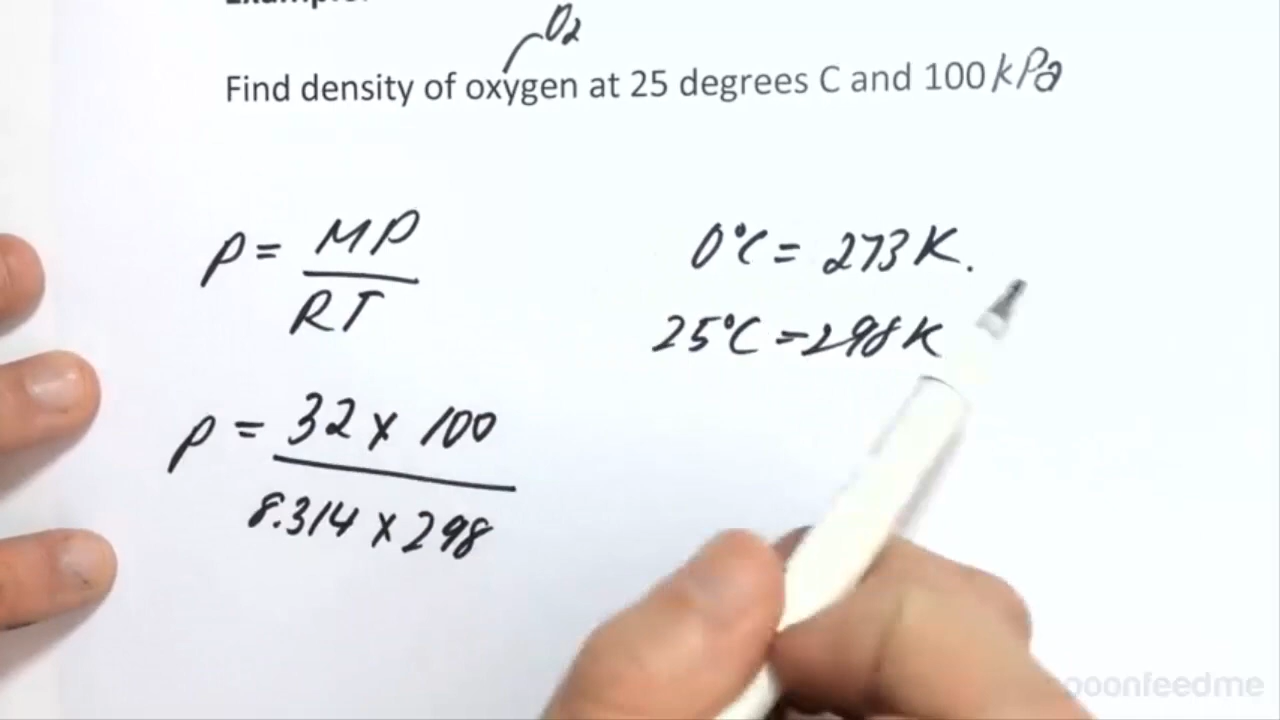 O₂
Find density of oxygen at 25 degrees C and 100 kPa
ρ = MP / RT
0°C = 273 K.
25°C = 298 K
ρ = 32 x 100 / 8.314 x 298
poonfeedme